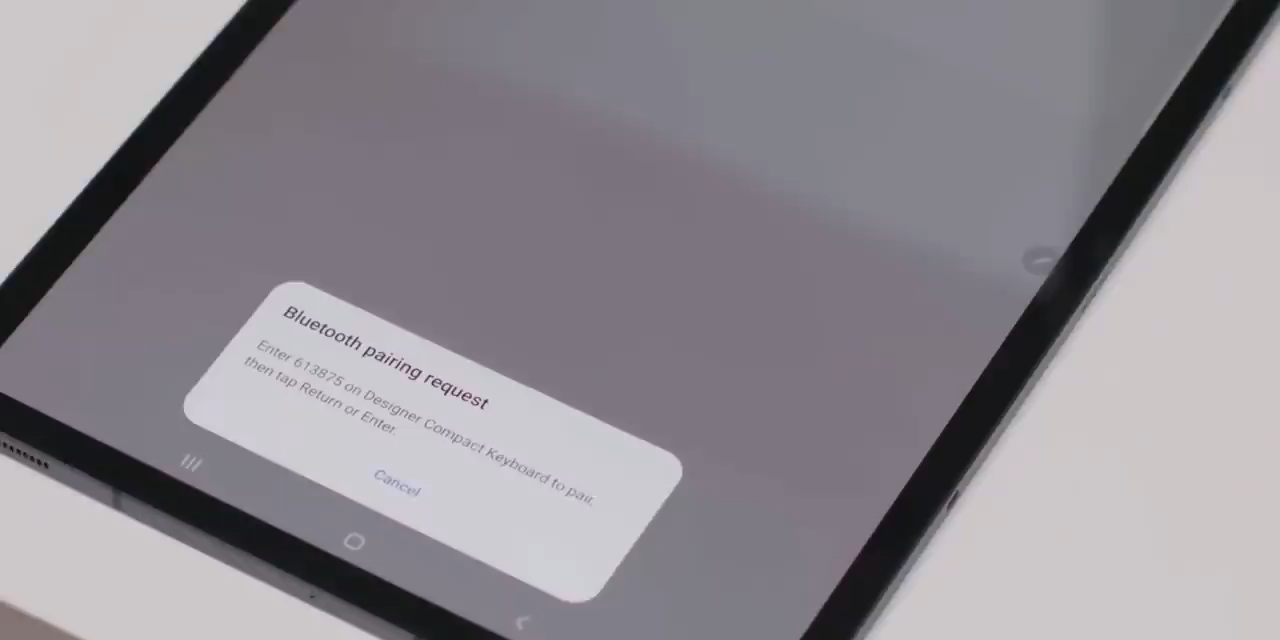 Bluetooth pairing request
Enter 613875 on Designer Compact Keyboard to pair,
then tap Return or Enter.
Cancel